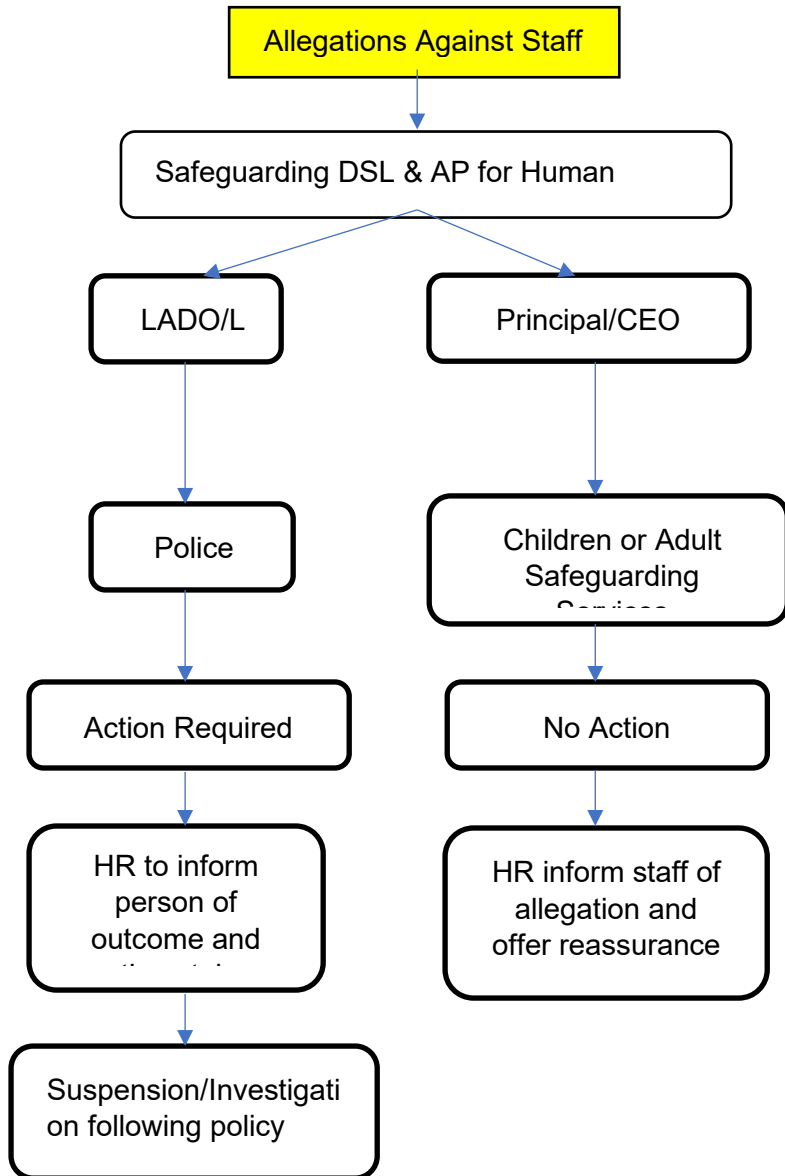 Allegations Against Staff
Safeguarding DSL & AP for Human
LADO/L
Principal/CEO
Police
Children or Adult
Safeguarding
Services
Action Required
No Action
HR to inform
person of
outcome and
HR inform staff of
allegation and
offer reassurance
Suspension/Investigati
on following policy